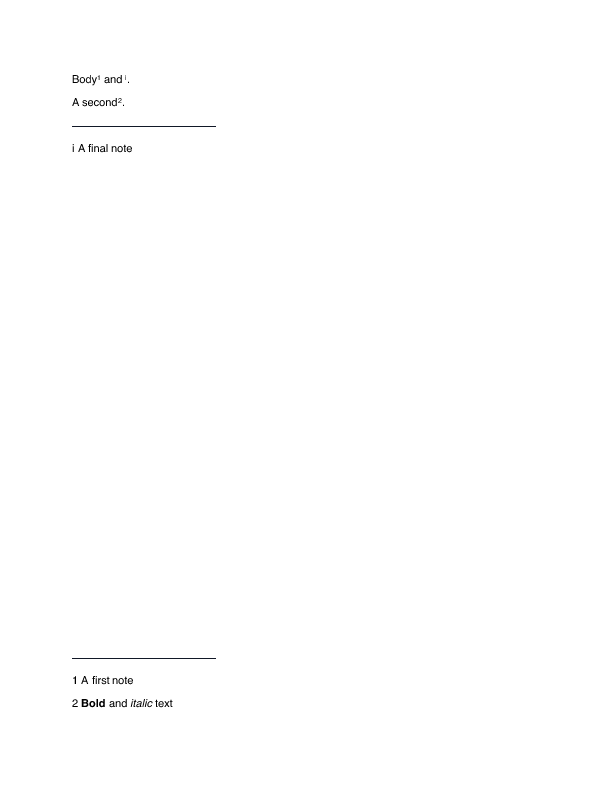 Body¹ and ⁱ.
A second².
i A final note
1 A first note
2 Bold and italic text